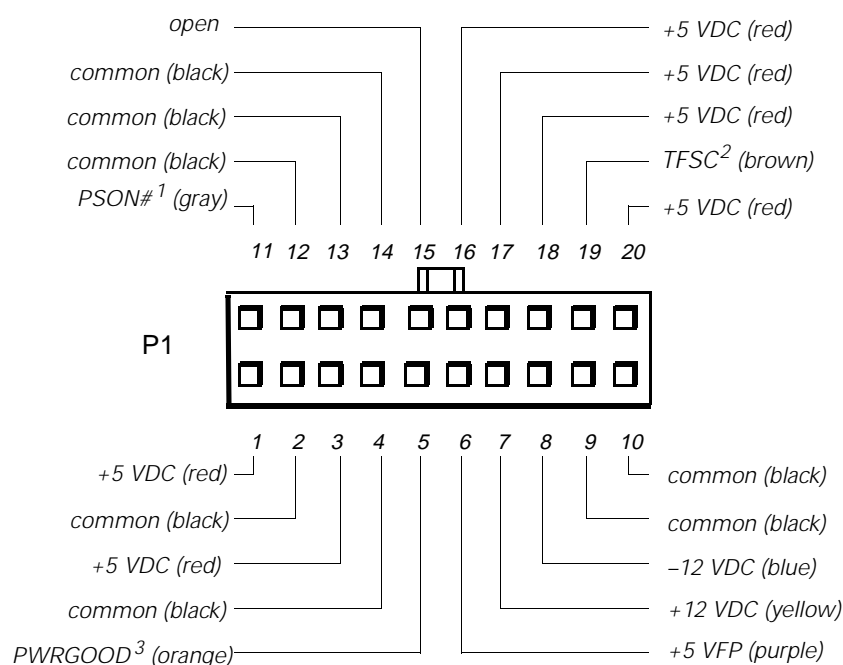 open
+5 VDC (red)
common (black)
+5 VDC (red)
common (black)
+5 VDC (red)
common (black)
TFSC2 (brown)
PSON#1 (gray)
+5 VDC (red)
11 12 13 14 15 16 17 18 19 20
P1
1 2 3 4 5 6 7 8 9 10
+5 VDC (red)
common (black)
common (black)
common (black)
+5 VDC (red)
–12 VDC (blue)
common (black)
+12 VDC (yellow)
PWRGOOD3 (orange)
+5 VFP (purple)